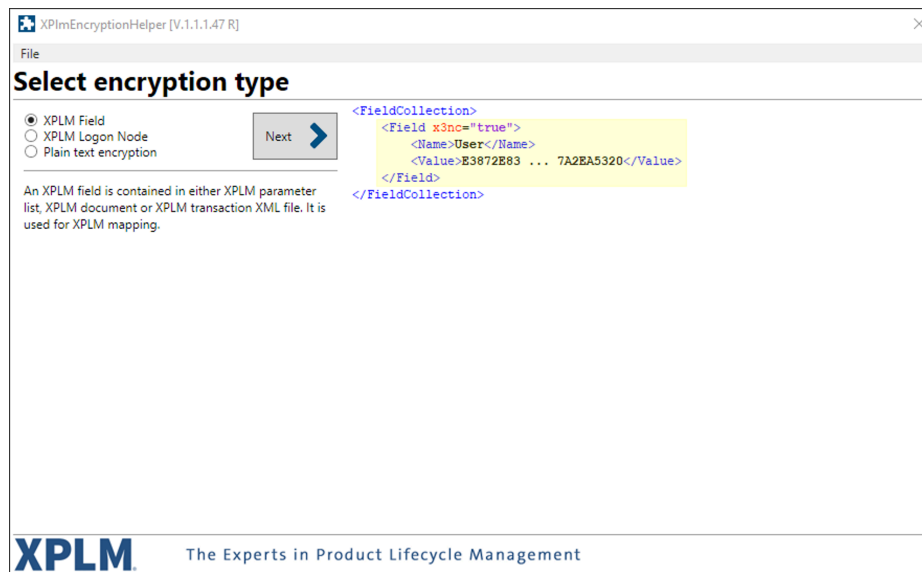 XPlmEncryptionHelper [V.1.1.1.47 R]
File
Select encryption type
XPLM Field
XPLM Logon Node
Plain text encryption
Next
An XPLM field is contained in either XPLM parameter
list, XPLM document or XPLM transaction XML file. It is
used for XPLM mapping.
<FieldCollection>
<Field x3nc="true">
<Name>User</Name>
<Value>E3872E83 ... 7A2EA5320</Value>
</Field>
</FieldCollection>
XPLM
The Experts in Product Lifecycle Management